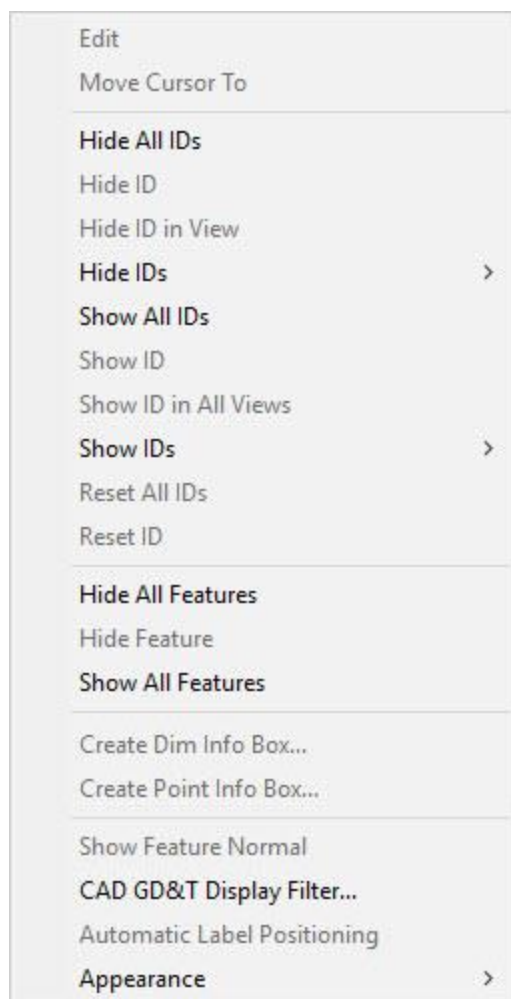 Edit
Move Cursor To
Hide All IDs
Hide ID
Hide ID in View
Hide IDs
Show All IDs
Show ID
Show ID in All Views
Show IDs
Reset All IDs
Reset ID
Hide All Features
Hide Feature
Show All Features
Create Dim Info Box...
Create Point Info Box...
Show Feature Normal
CAD GD&T Display Filter...
Automatic Label Positioning
Appearance